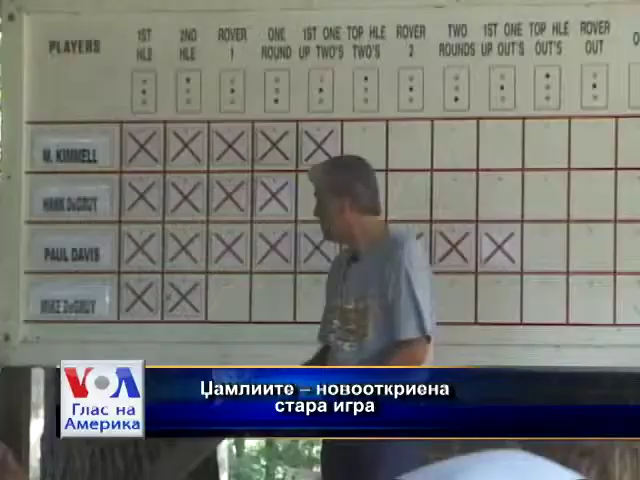 PLAYERS
1ST HLE
2ND HLE
ROVER 1
ONE ROUND
1ST ONE UP TWO'S
TOP HLE TWO'S
ROVER 2
TWO ROUNDS
1ST ONE UP OUT'S
TOP HLE OUT'S
ROVER OUT
M. KIMMELL
HANK DeGRUY
PAUL DAVIS
MIKE DeGRUY
VOA
Глас на
Америка
Џамлиите – новооткриена
стара игра